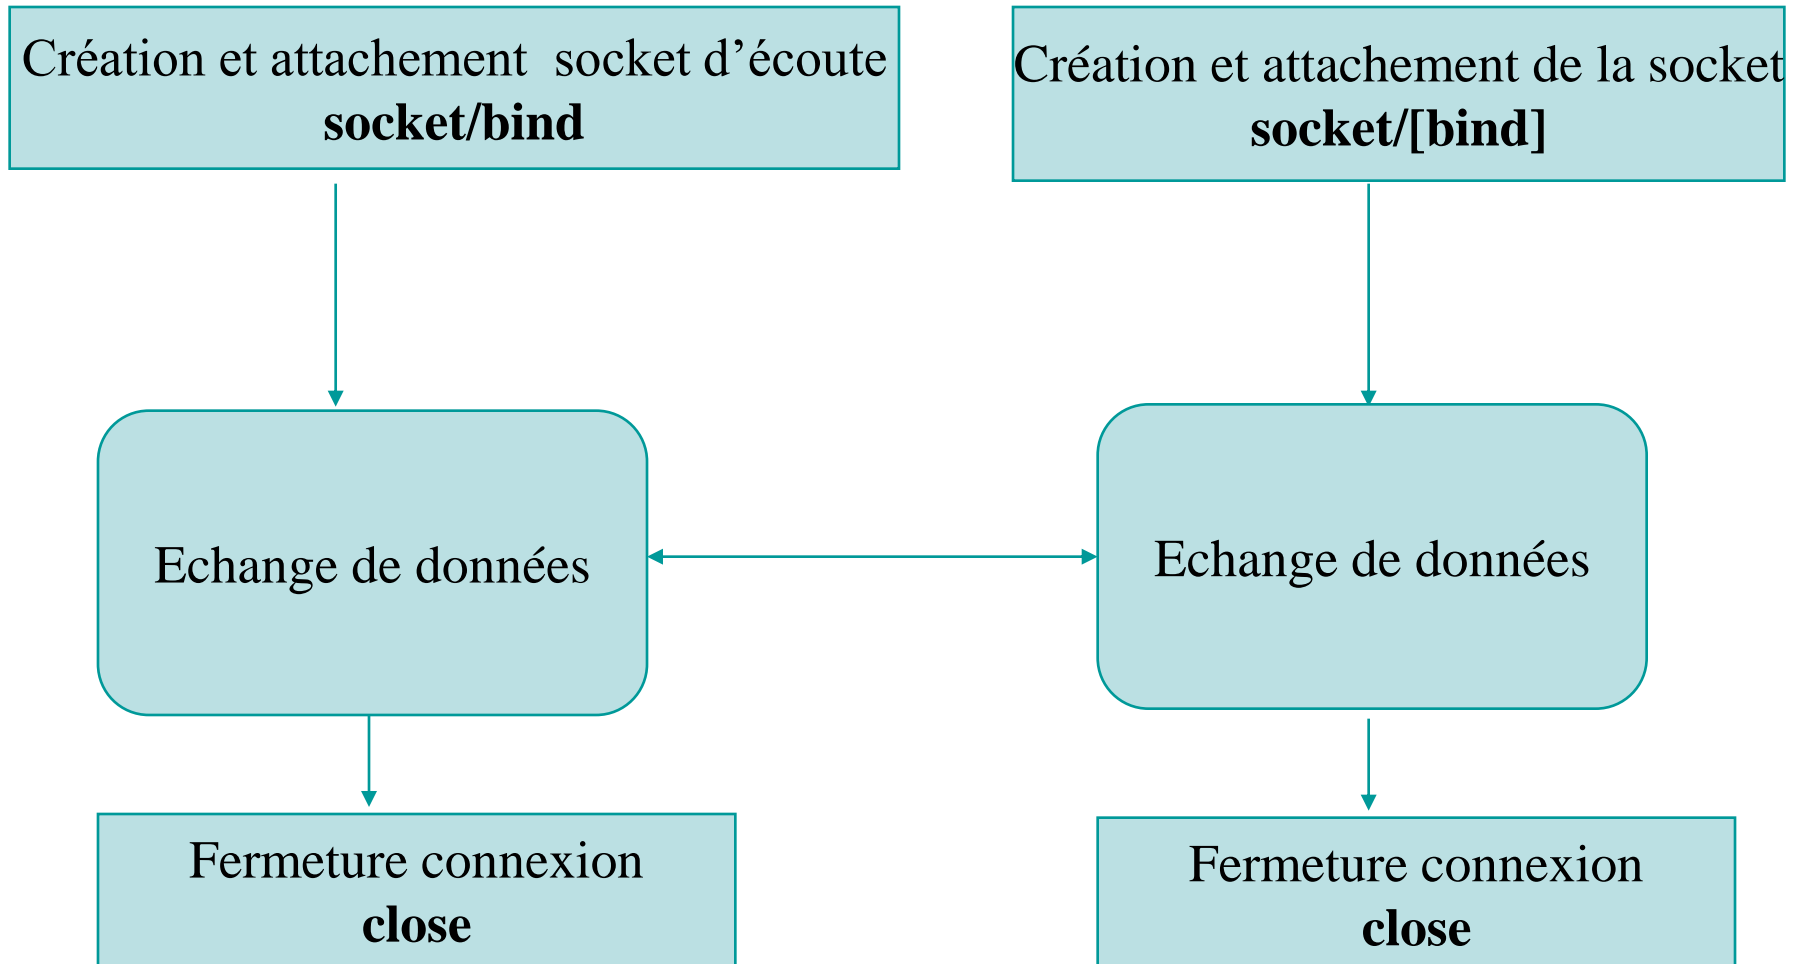 Création et attachement  socket d’écoute
socket/bind
Création et attachement de la socket
socket/[bind]
Echange de données
Echange de données
Fermeture connexion
close
Fermeture connexion
close